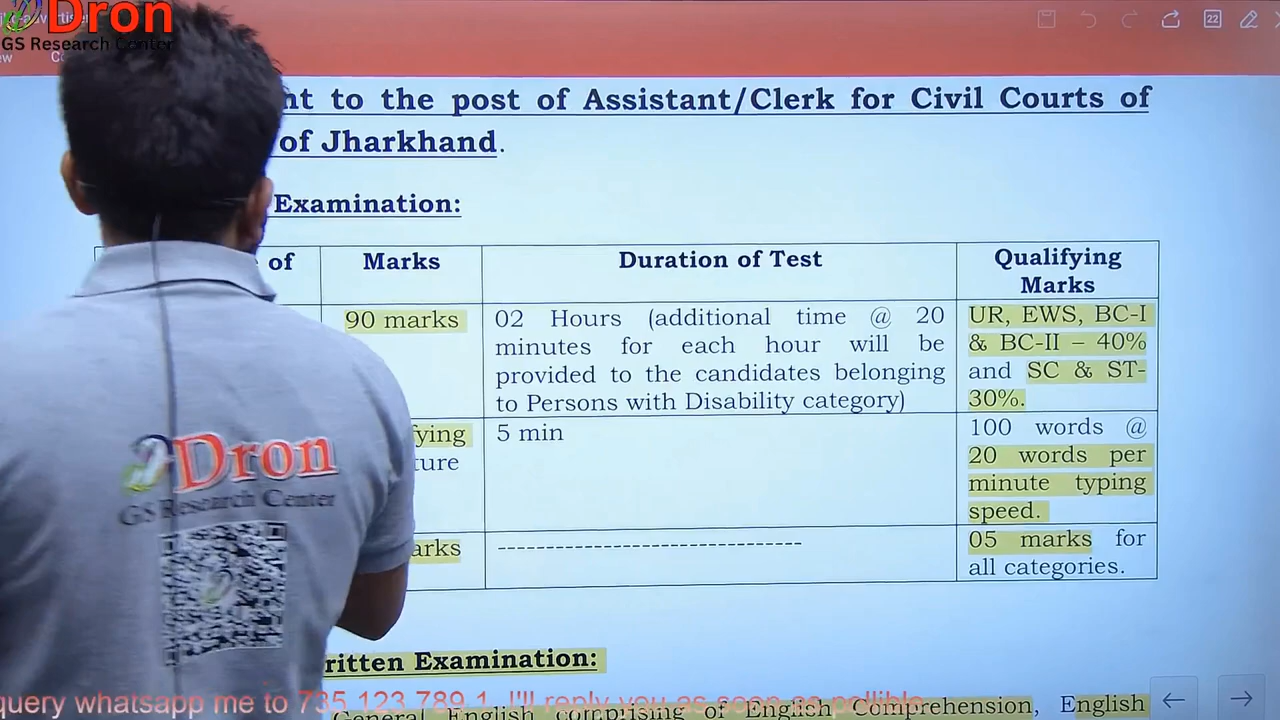 Dron
GS Research Center
22
nt to the post of Assistant/Clerk for Civil Courts of
of Jharkhand.
Examination:
of
Marks
Duration of Test
Qualifying
Marks
90 marks
02 Hours (additional time @ 20
minutes for each hour will be
provided to the candidates belonging
to Persons with Disability category)
UR, EWS, BC-I
& BC-II – 40%
and SC & ST-
30%.
fying
ture
5 min
100 words @
20 words per
minute typing
speed.
arks
-------------------------------
05 marks for
all categories.
Dron
GS Research Center
ritten Examination:
query whatsapp me to 735 123 789 1, I'll reply you as soon as pollible
General English comprising of English Comprehension, English